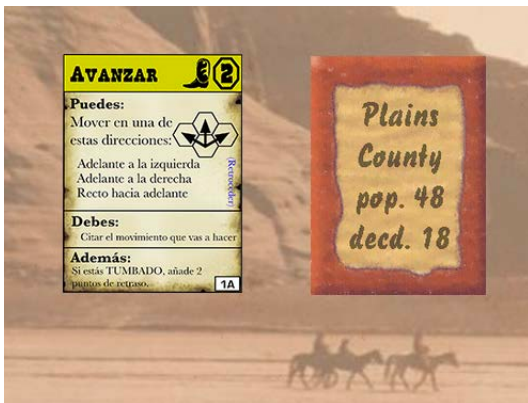 AVANZAR 2
Puedes:
Mover en una de
estas direcciones:
Adelante a la izquierda
Adelante a la derecha
Recto hacia adelante
(Retroceder)
Debes:
Citar el movimiento que vas a hacer
Además:
Si estás TUMBADO, añade 2
puntos de retraso.
1A
Plains
County
pop. 48
decd. 18